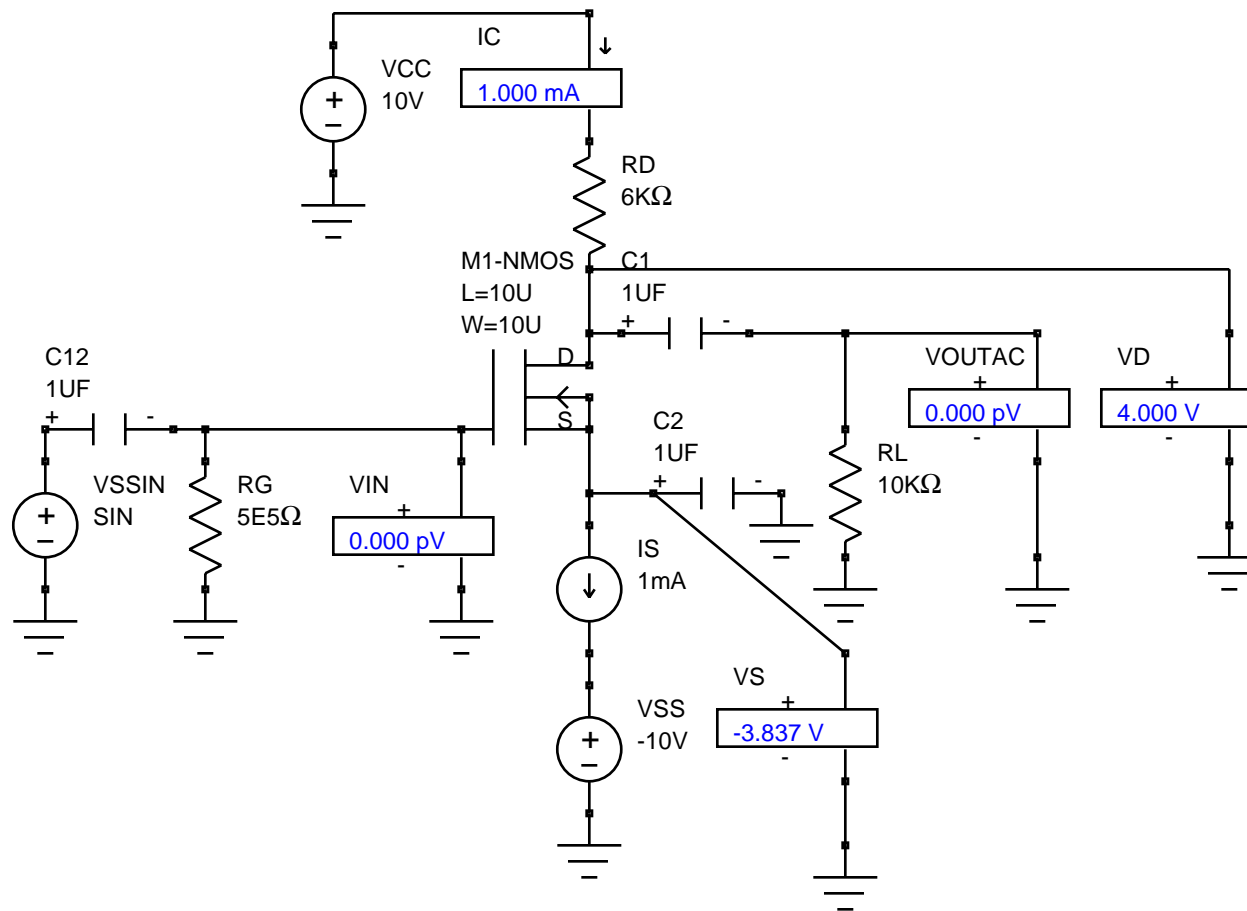 IC
VCC
10V
1.000 mA
+
−
RD
6KΩ
M1-NMOS
L=10U
W=10U
C1
1UF
+ -
D
S
C12
1UF
+ -
VOUTAC
+
0.000 pV
-
VD
+
4.000 V
-
C2
1UF
+ -
RL
10KΩ
VSSIN
SIN
+
−
RG
5E5Ω
VIN
+
0.000 pV
-
IS
1mA
VSS
-10V
+
−
VS
+
-3.837 V
-